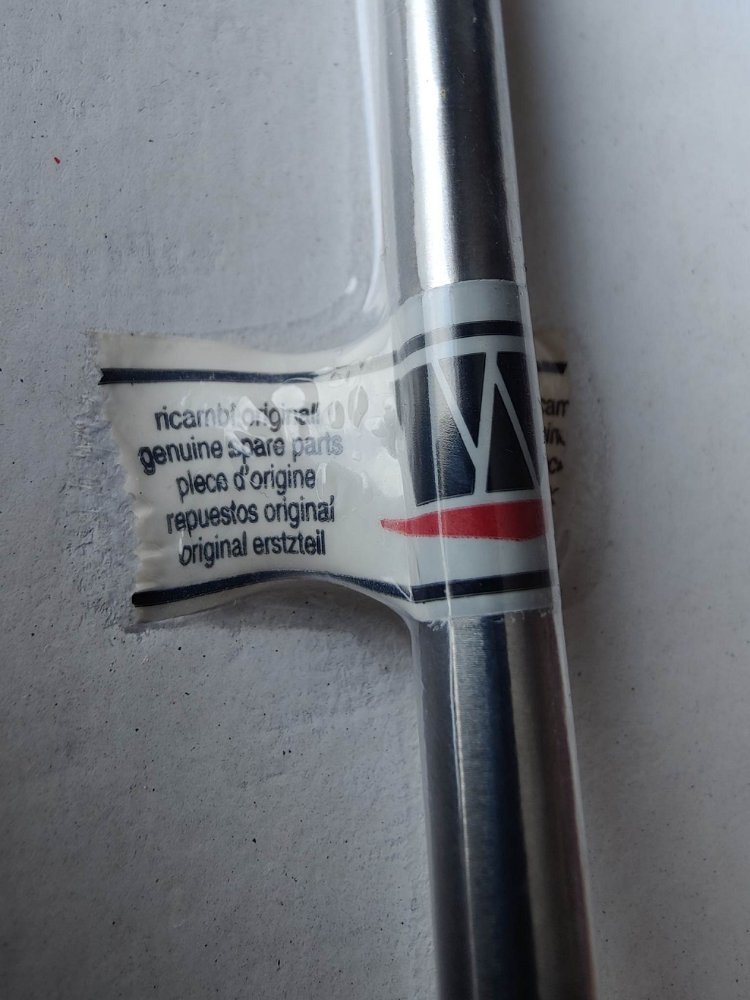 ricambi originali
genuine spare parts
piece d'origine
repuestos original
original erstzteil